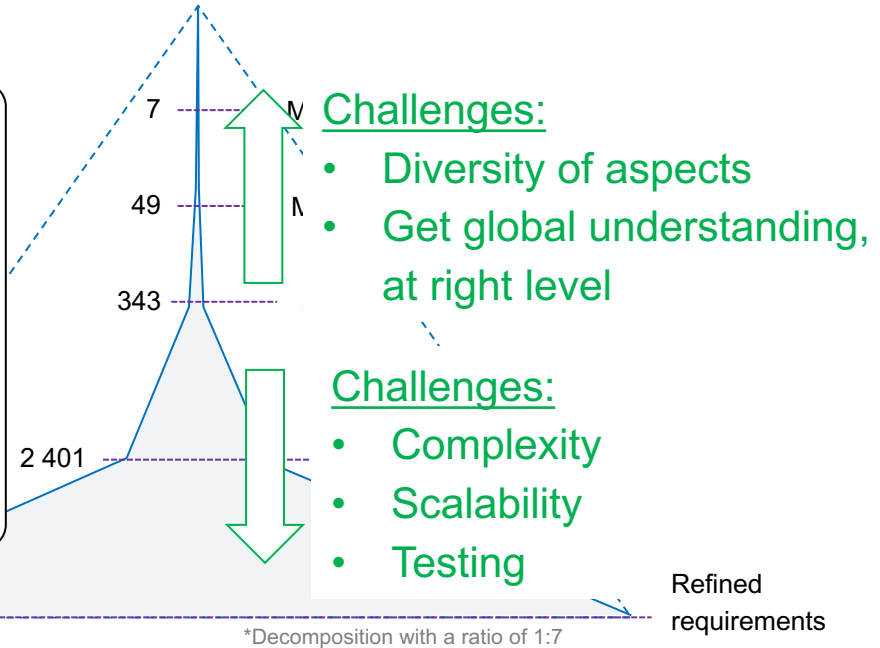 7
M
Challenges:
• Diversity of aspects
49
M
• Get global understanding,
at right level
343
Challenges:
2 401
• Complexity
• Scalability
• Testing
Refined
requirements
*Decomposition with a ratio of 1:7